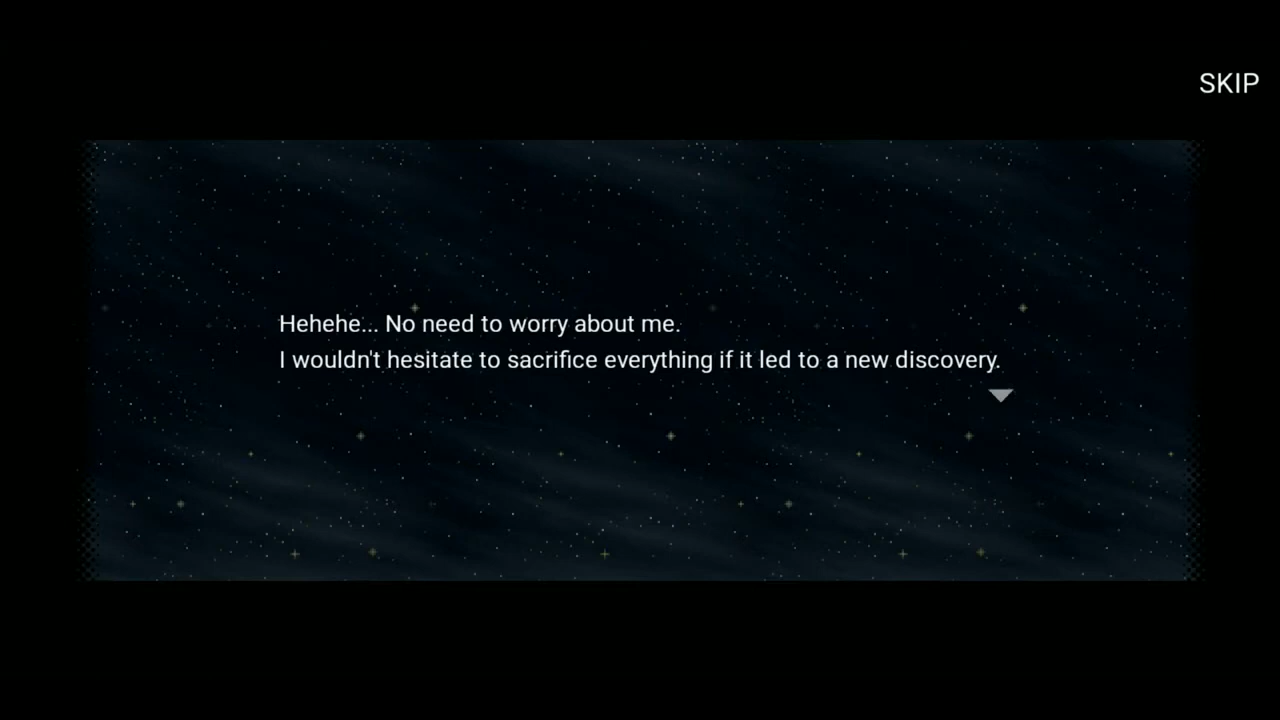 SKIP
Hehehe... No need to worry about me.
I wouldn't hesitate to sacrifice everything if it led to a new discovery.